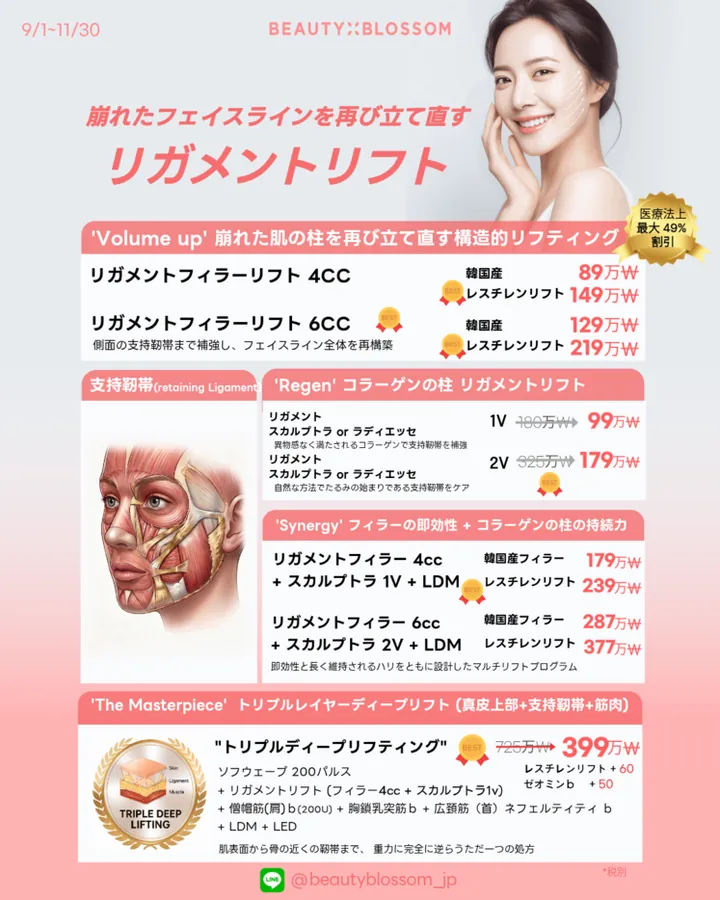 9/1~11/30
BEAUTY BLOSSOM
崩れたフェイスラインを再び立て直す
リガメントリフト
医療法上
最大 49%
割引
'Volume up' 崩れた肌の柱を再び立て直す構造的リフティング
リガメントフィラーリフト 4CC
韓国産 89万₩
BEST レスチレンリフト 149万₩
リガメントフィラーリフト 6CC BEST
韓国産 129万₩
側面の支持靭帯まで補強し、フェイスライン全体を再構築
BEST レスチレンリフト 219万₩
支持靭帯(retaining Ligament)
'Regen' コラーゲンの柱 リガメントリフト
リガメント
スカルプトラ or ラディエッセ
1V 180万₩ 99万₩
異物感なく満たされるコラーゲンで支持靭帯を補強
リガメント
スカルプトラ or ラディエッセ
2V 325万₩ 179万₩
自然な方法でたるみの始まりである支持靭帯をケア
BEST
'Synergy' フィラーの即効性 + コラーゲンの柱の持続力
リガメントフィラー 4cc
+ スカルプトラ 1V + LDM
韓国産フィラー 179万₩
BEST レスチレンリフト 239万₩
リガメントフィラー 6cc
+ スカルプトラ 2V + LDM
韓国産フィラー 287万₩
レスチレンリフト 377万₩
即効性と長く維持されるハリをともに設計したマルチリフトプログラム
'The Masterpiece' トリプルレイヤーディープリフト (真皮上部+支持靭帯+筋肉)
Skin
Ligament
Muscle
TRIPLE DEEP
LIFTING
"トリプルディープリフティング" BEST 725万₩ 399万₩
レスチレンリフト + 60
ゼオミンb + 50
ソフウェーブ 200パルス
+ リガメントリフト (フィラー4cc + スカルプトラ1v)
+ 僧帽筋(肩) b (200U) + 胸鎖乳突筋 b + 広頚筋（首）ネフェルティティ b
+ LDM + LED
肌表面から骨の近くの靭帯まで、 重力に完全に逆らうただ一つの処方
*税別
LINE @beautyblossom_jp